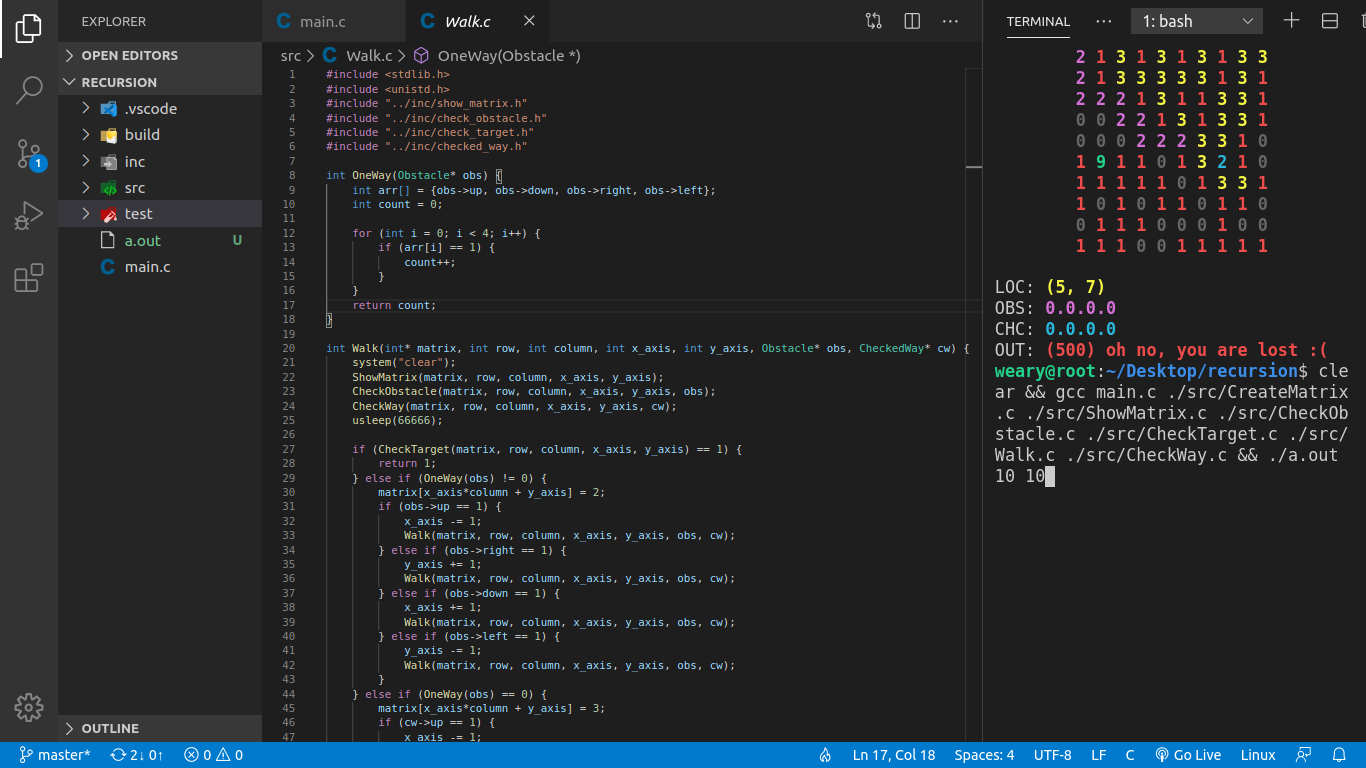 EXPLORER
OPEN EDITORS
RECURSION
.vscode
build
inc
src
test
a.out U
main.c
OUTLINE
1
main.c
Walk.c
src > Walk.c > OneWay(Obstacle *)
1 #include <stdlib.h>
2 #include <unistd.h>
3 #include "../inc/show_matrix.h"
4 #include "../inc/check_obstacle.h"
5 #include "../inc/check_target.h"
6 #include "../inc/checked_way.h"
7
8 int OneWay(Obstacle* obs) {
9 int arr[] = {obs->up, obs->down, obs->right, obs->left};
10 int count = 0;
11
12 for (int i = 0; i < 4; i++) {
13 if (arr[i] == 1) {
14 count++;
15 }
16 }
17 return count;
18 }
19
20 int Walk(int* matrix, int row, int column, int x_axis, int y_axis, Obstacle* obs, CheckedWay* cw) {
21 system("clear");
22 ShowMatrix(matrix, row, column, x_axis, y_axis);
23 CheckObstacle(matrix, row, column, x_axis, y_axis, obs);
24 CheckWay(matrix, row, column, x_axis, y_axis, cw);
25 usleep(66666);
26
27 if (CheckTarget(matrix, row, column, x_axis, y_axis) == 1) {
28 return 1;
29 } else if (OneWay(obs) != 0) {
30 matrix[x_axis*column + y_axis] = 2;
31 if (obs->up == 1) {
32 x_axis -= 1;
33 Walk(matrix, row, column, x_axis, y_axis, obs, cw);
34 } else if (obs->right == 1) {
35 y_axis += 1;
36 Walk(matrix, row, column, x_axis, y_axis, obs, cw);
37 } else if (obs->down == 1) {
38 x_axis += 1;
39 Walk(matrix, row, column, x_axis, y_axis, obs, cw);
40 } else if (obs->left == 1) {
41 y_axis -= 1;
42 Walk(matrix, row, column, x_axis, y_axis, obs, cw);
43 }
44 } else if (OneWay(obs) == 0) {
45 matrix[x_axis*column + y_axis] = 3;
46 if (cw->up == 1) {
47 x_axis -= 1;
TERMINAL
1: bash
2 1 3 1 3 1 3 1 3 3
2 1 3 3 3 3 3 1 3 1
2 2 2 1 3 1 1 3 3 1
0 0 2 2 1 3 1 3 3 1
0 0 0 2 2 2 3 3 1 0
1 9 1 1 0 1 3 2 1 0
1 1 1 1 1 0 1 3 3 1
1 0 1 0 1 1 0 1 1 0
0 1 1 1 0 0 0 1 0 0
1 1 1 0 0 1 1 1 1 1
LOC: (5, 7)
OBS: 0.0.0.0
CHC: 0.0.0.0
OUT: (500) oh no, you are lost :(
weary@root:~/Desktop/recursion$ cle
ar && gcc main.c ./src/CreateMatrix
.c ./src/ShowMatrix.c ./src/CheckOb
stacle.c ./src/CheckTarget.c ./src/
Walk.c ./src/CheckWay.c && ./a.out
10 10
master* 2↓ 0↑ 0 0 Ln 17, Col 18 Spaces: 4 UTF-8 LF C Go Live Linux